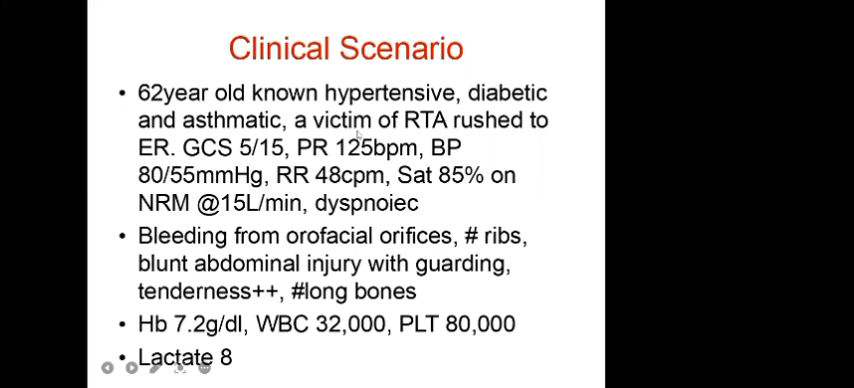 Clinical Scenario
• 62year old known hypertensive, diabetic
and asthmatic, a victim of RTA rushed to
ER. GCS 5/15, PR 125bpm, BP
80/55mmHg, RR 48cpm, Sat 85% on
NRM @15L/min, dyspnoiec
• Bleeding from orofacial orifices, # ribs,
blunt abdominal injury with guarding,
tenderness++, #long bones
• Hb 7.2g/dl, WBC 32,000, PLT 80,000
• Lactate 8